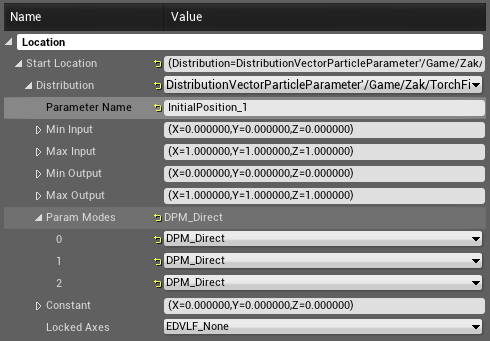 Name Value
Location
Start Location (Distribution=DistributionVectorParticleParameter'/Game/Zak/
Distribution DistributionVectorParticleParameter'/Game/Zak/TorchFi
Parameter Name InitialPosition_1
Min Input (X=0.000000,Y=0.000000,Z=0.000000)
Max Input (X=1.000000,Y=1.000000,Z=1.000000)
Min Output (X=0.000000,Y=0.000000,Z=0.000000)
Max Output (X=1.000000,Y=1.000000,Z=1.000000)
Param Modes DPM_Direct
0 DPM_Direct
1 DPM_Direct
2 DPM_Direct
Constant (X=0.000000,Y=0.000000,Z=0.000000)
Locked Axes EDVLF_None